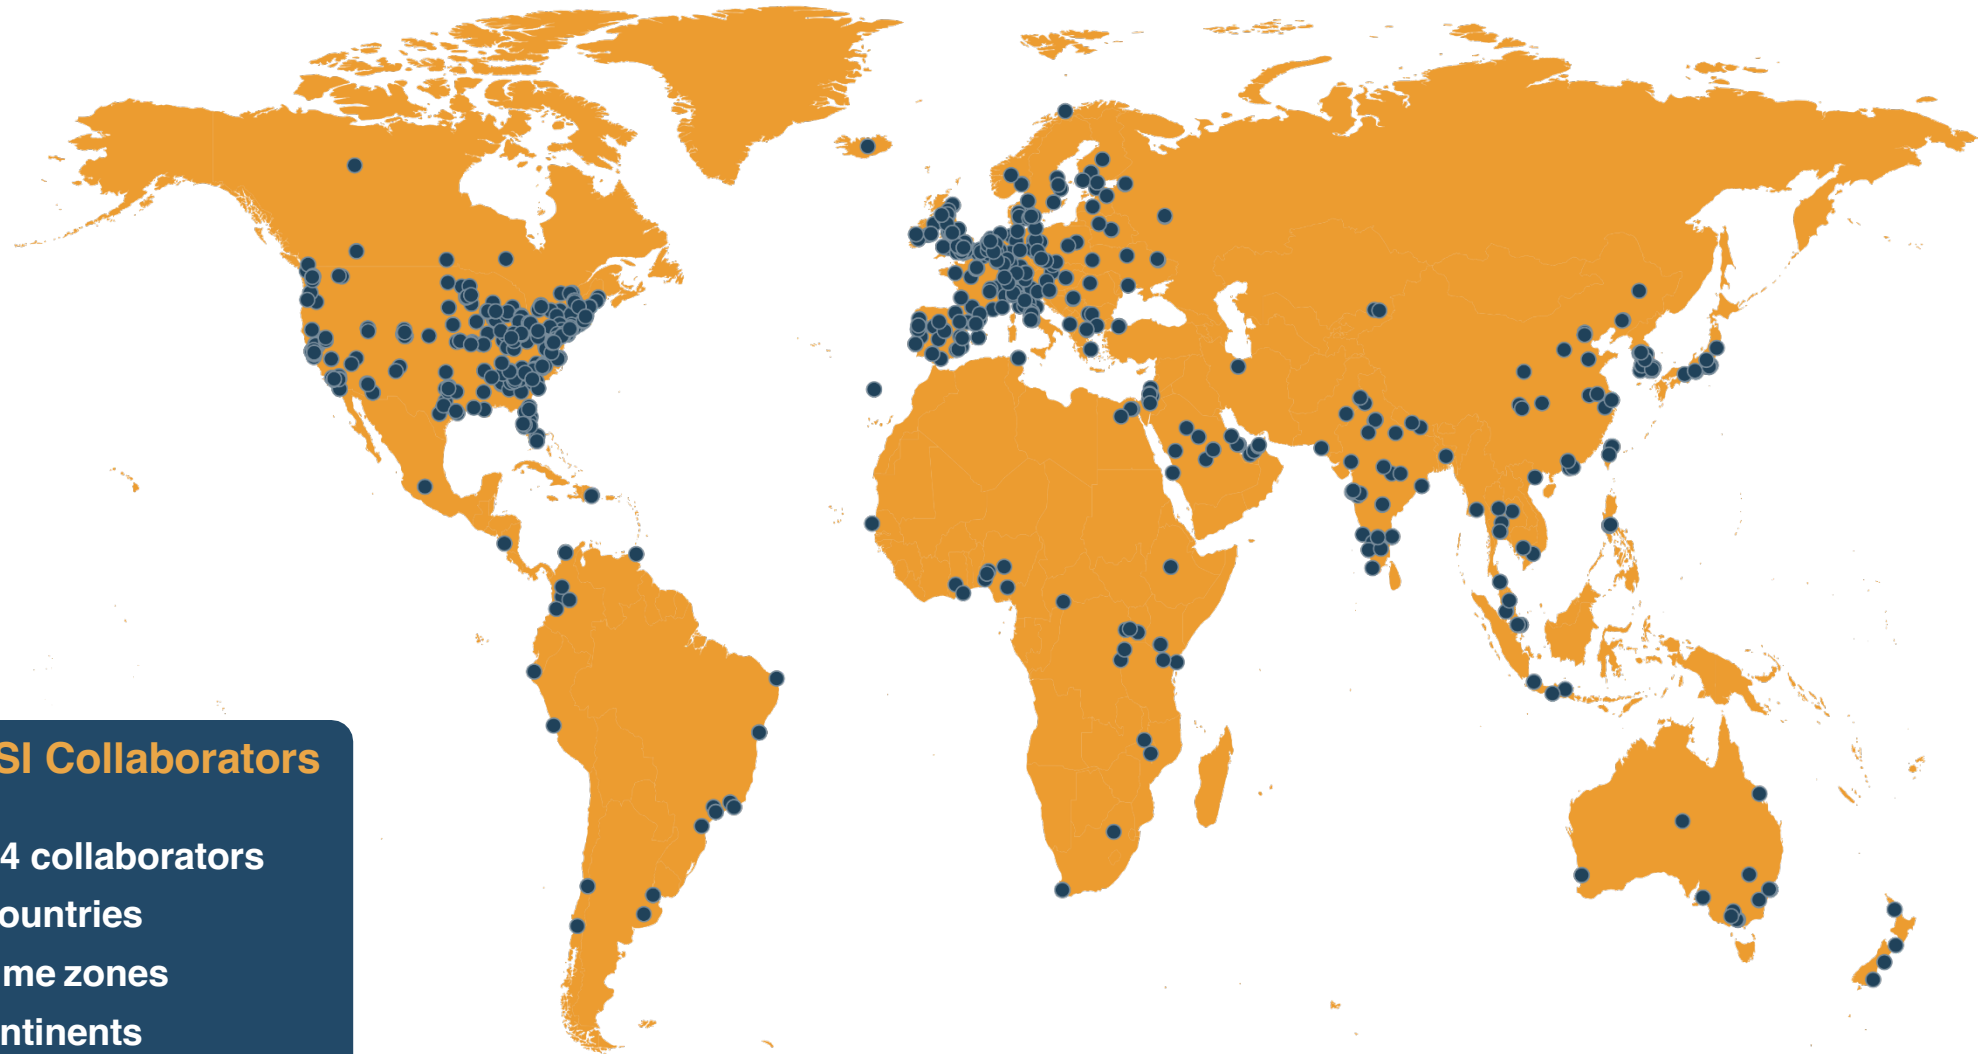 SI Collaborators
4 collaborators
ountries
me zones
ntinents